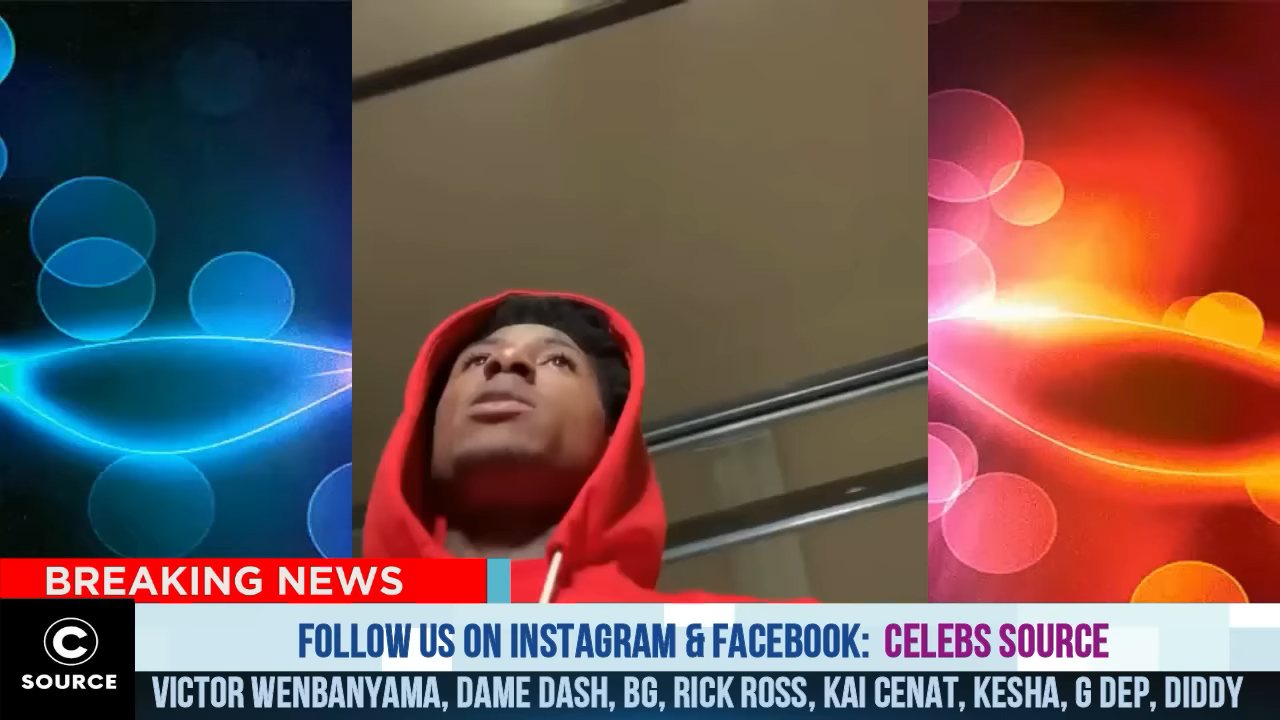 BREAKING NEWS
FOLLOW US ON INSTAGRAM & FACEBOOK: CELEBS SOURCE
C
SOURCE
VICTOR WENBANYAMA, DAME DASH, BG, RICK ROSS, KAI CENAT, KESHA, G DEP, DIDDY